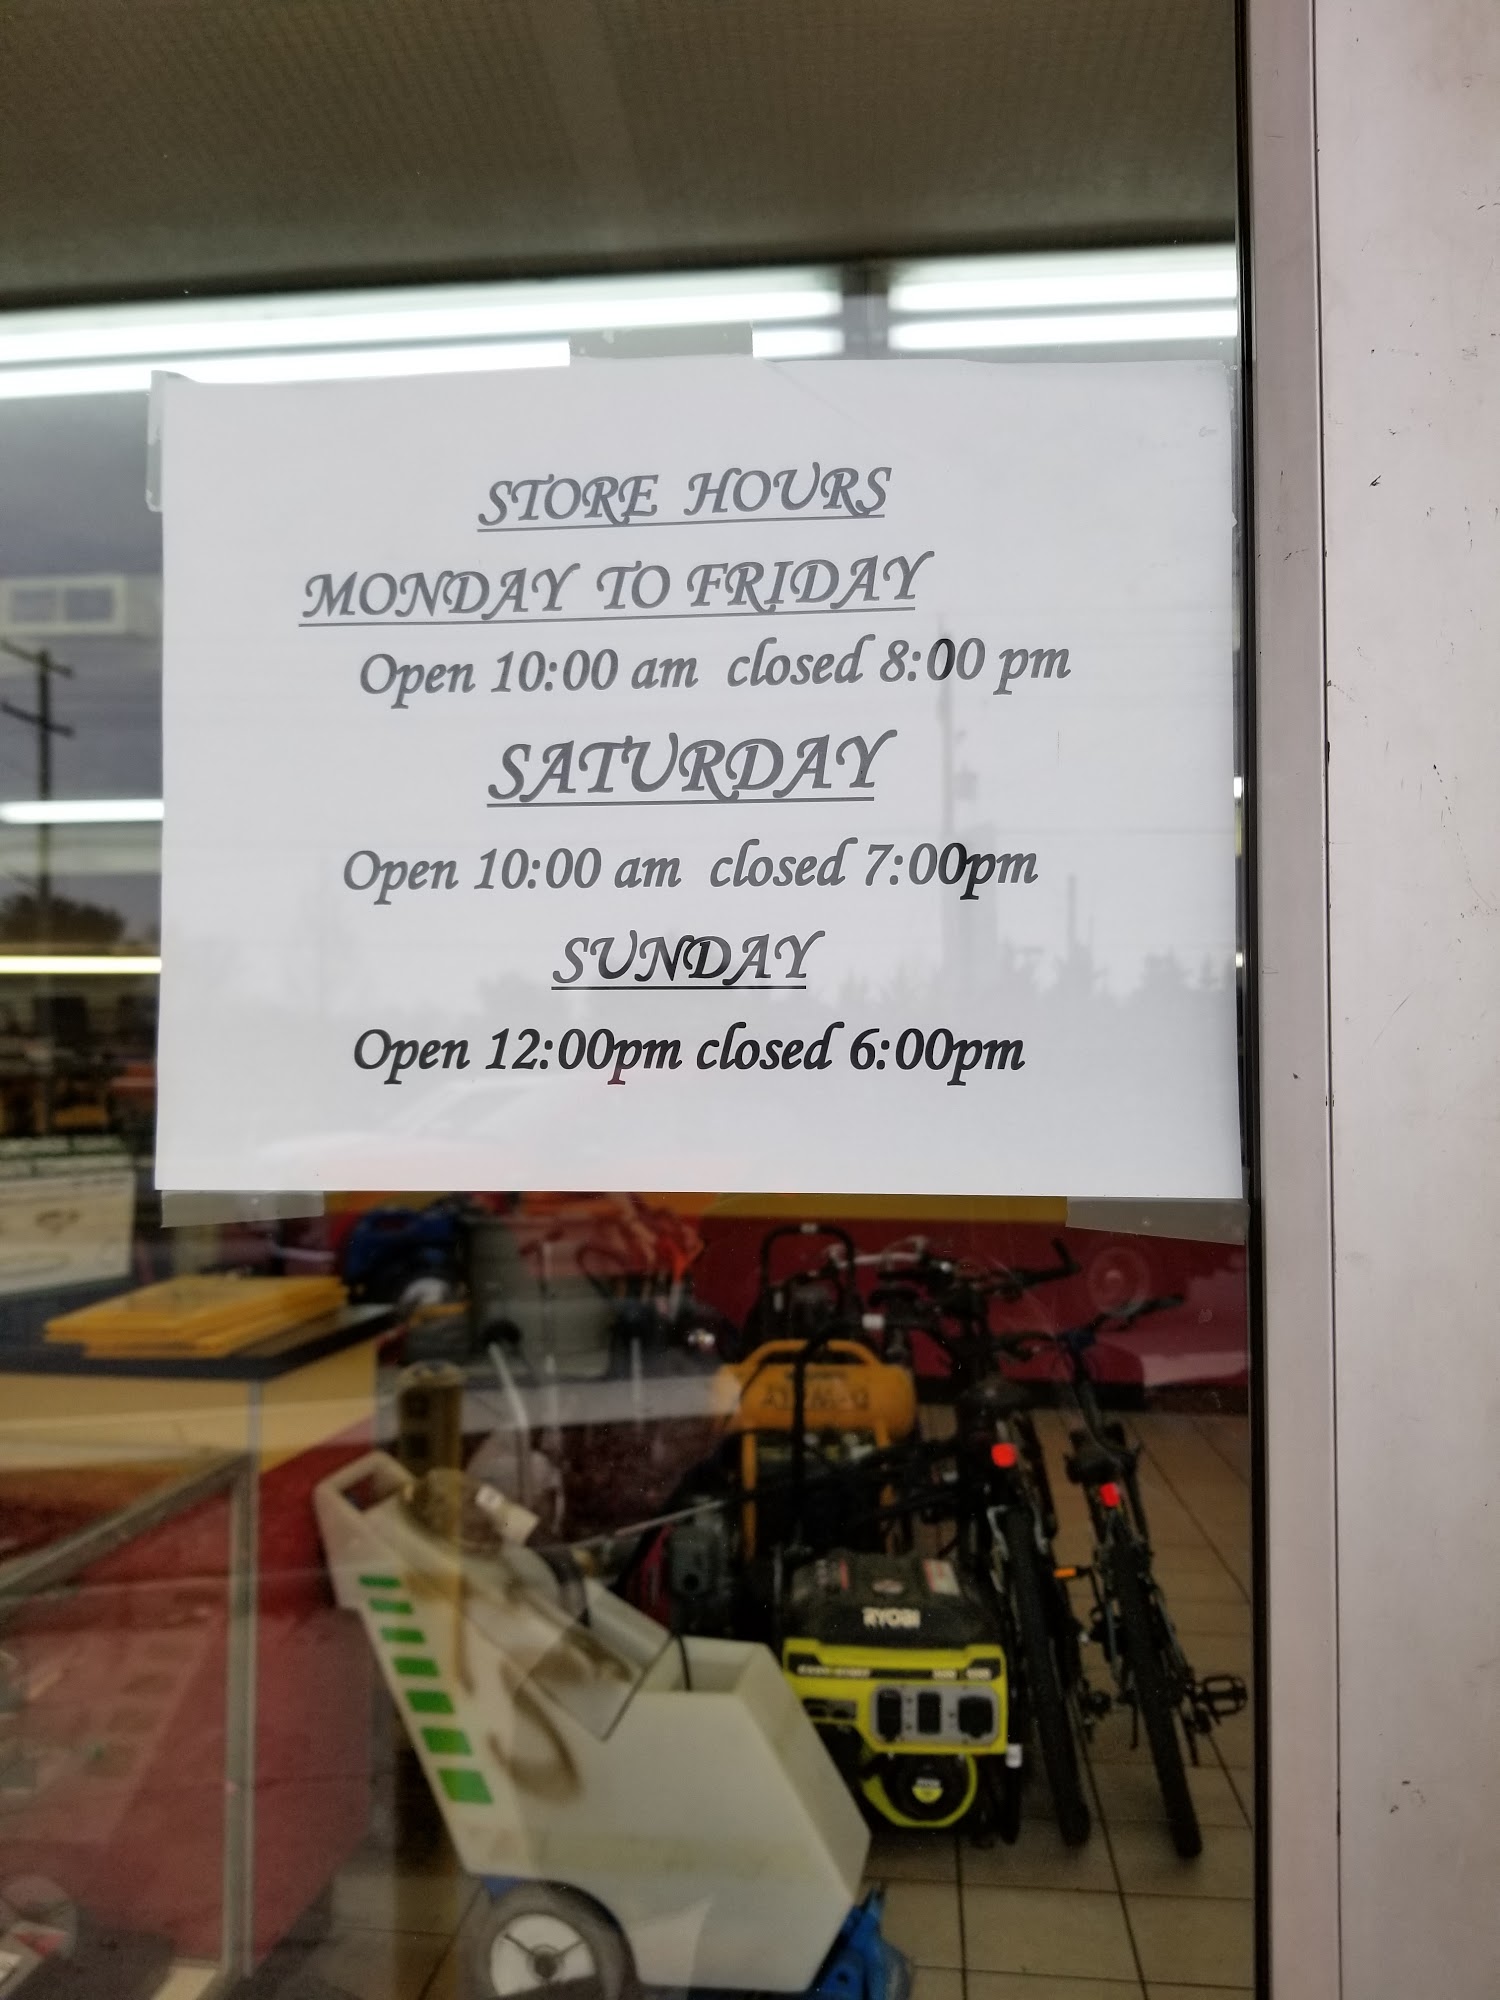 STORE HOURS
MONDAY TO FRIDAY
Open 10:00 am closed 8:00 pm
SATURDAY
Open 10:00 am closed 7:00pm
SUNDAY
Open 12:00pm closed 6:00pm
RYOBI